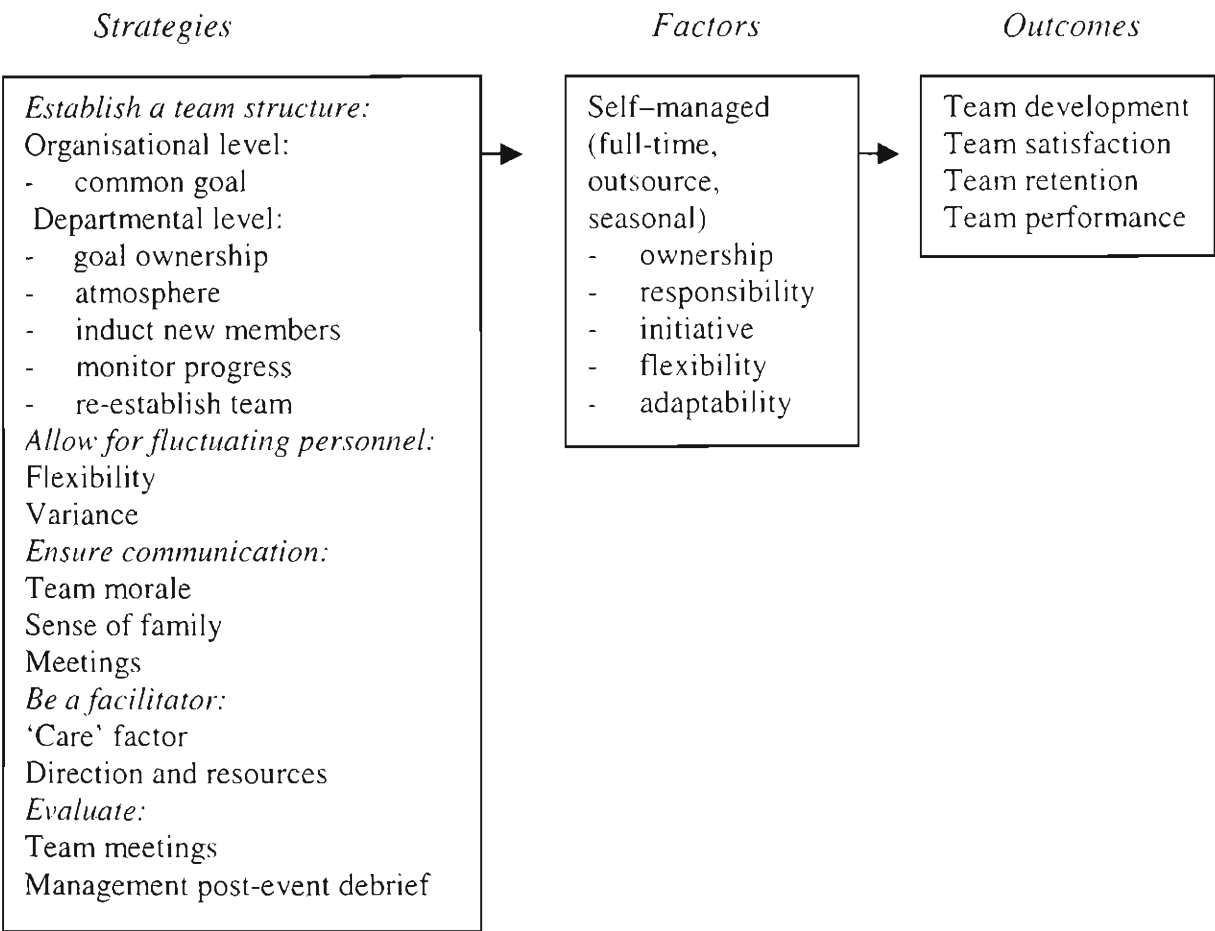 Strategies
Factors
Outcomes
Establish a team structure:
Organisational level:
- common goal
Departmental level:
- goal ownership
- atmosphere
- induct new members
- monitor progress
- re-establish team
Allow for fluctuating personnel:
Flexibility
Variance
Ensure communication:
Team morale
Sense of family
Meetings
Be a facilitator:
‘Care’ factor
Direction and resources
Evaluate:
Team meetings
Management post-event debrief
Self–managed
(full-time,
outsource,
seasonal)
- ownership
- responsibility
- initiative
- flexibility
- adaptability
Team development
Team satisfaction
Team retention
Team performance